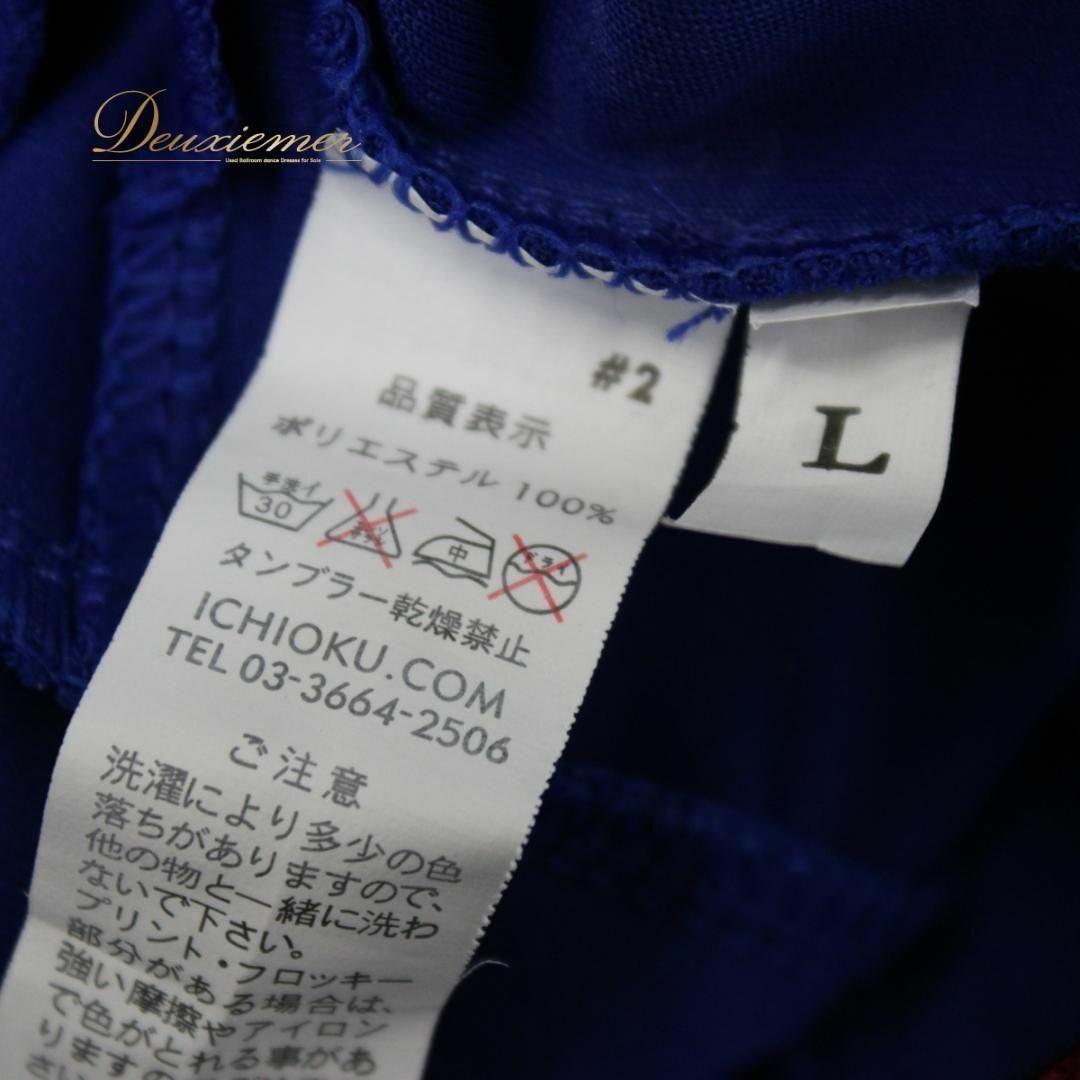 Deuxiemer
Used Ballroom dance Dresses for Sale
#2
L
品質表示
ポリエステル 100%
手洗イ
30
中
ドライ
タンブラー乾燥禁止
ICHIOKU.COM
TEL 03-3664-2506
ご注意
洗濯により多少の色
落ちがありますので、
他の物と一緒に洗わ
ないで下さい。
プリント・フロッキー
部分がある場合は、
強い摩擦やアイロン
で色がとれる事があ
りますの